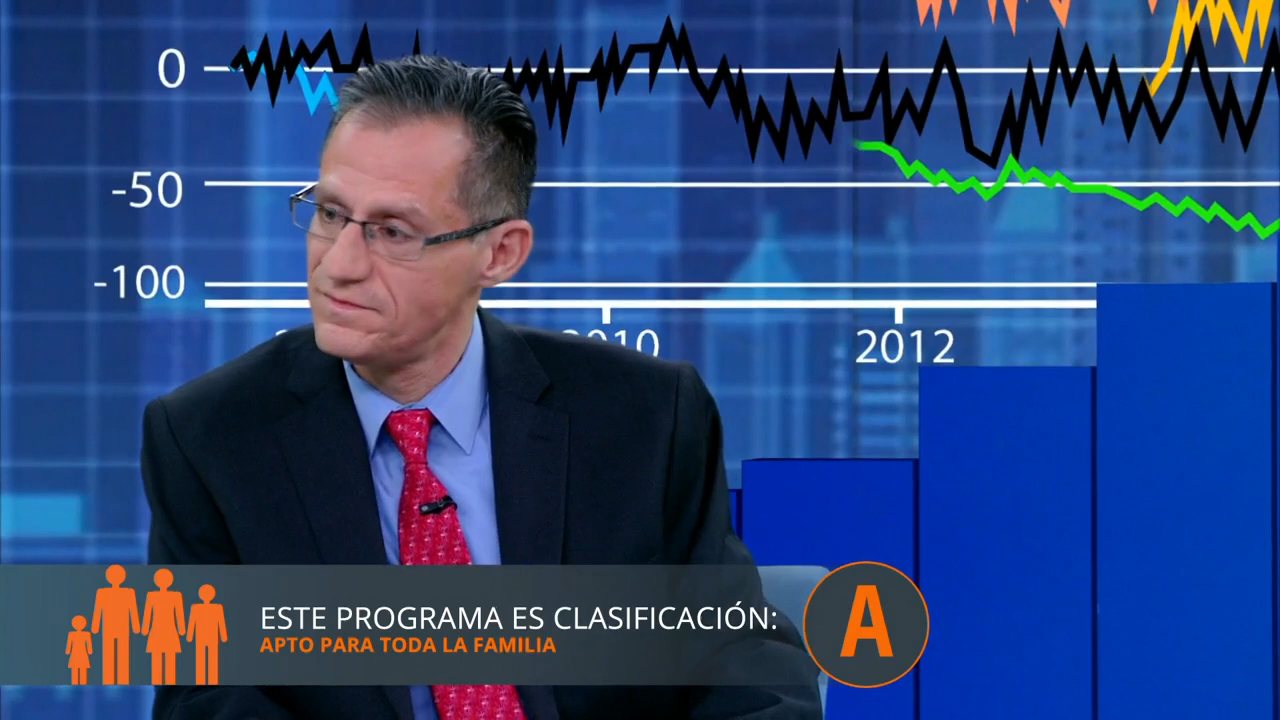 0
-50
-100
2010
2012
ESTE PROGRAMA ES CLASIFICACIÓN:
APTO PARA TODA LA FAMILIA
A